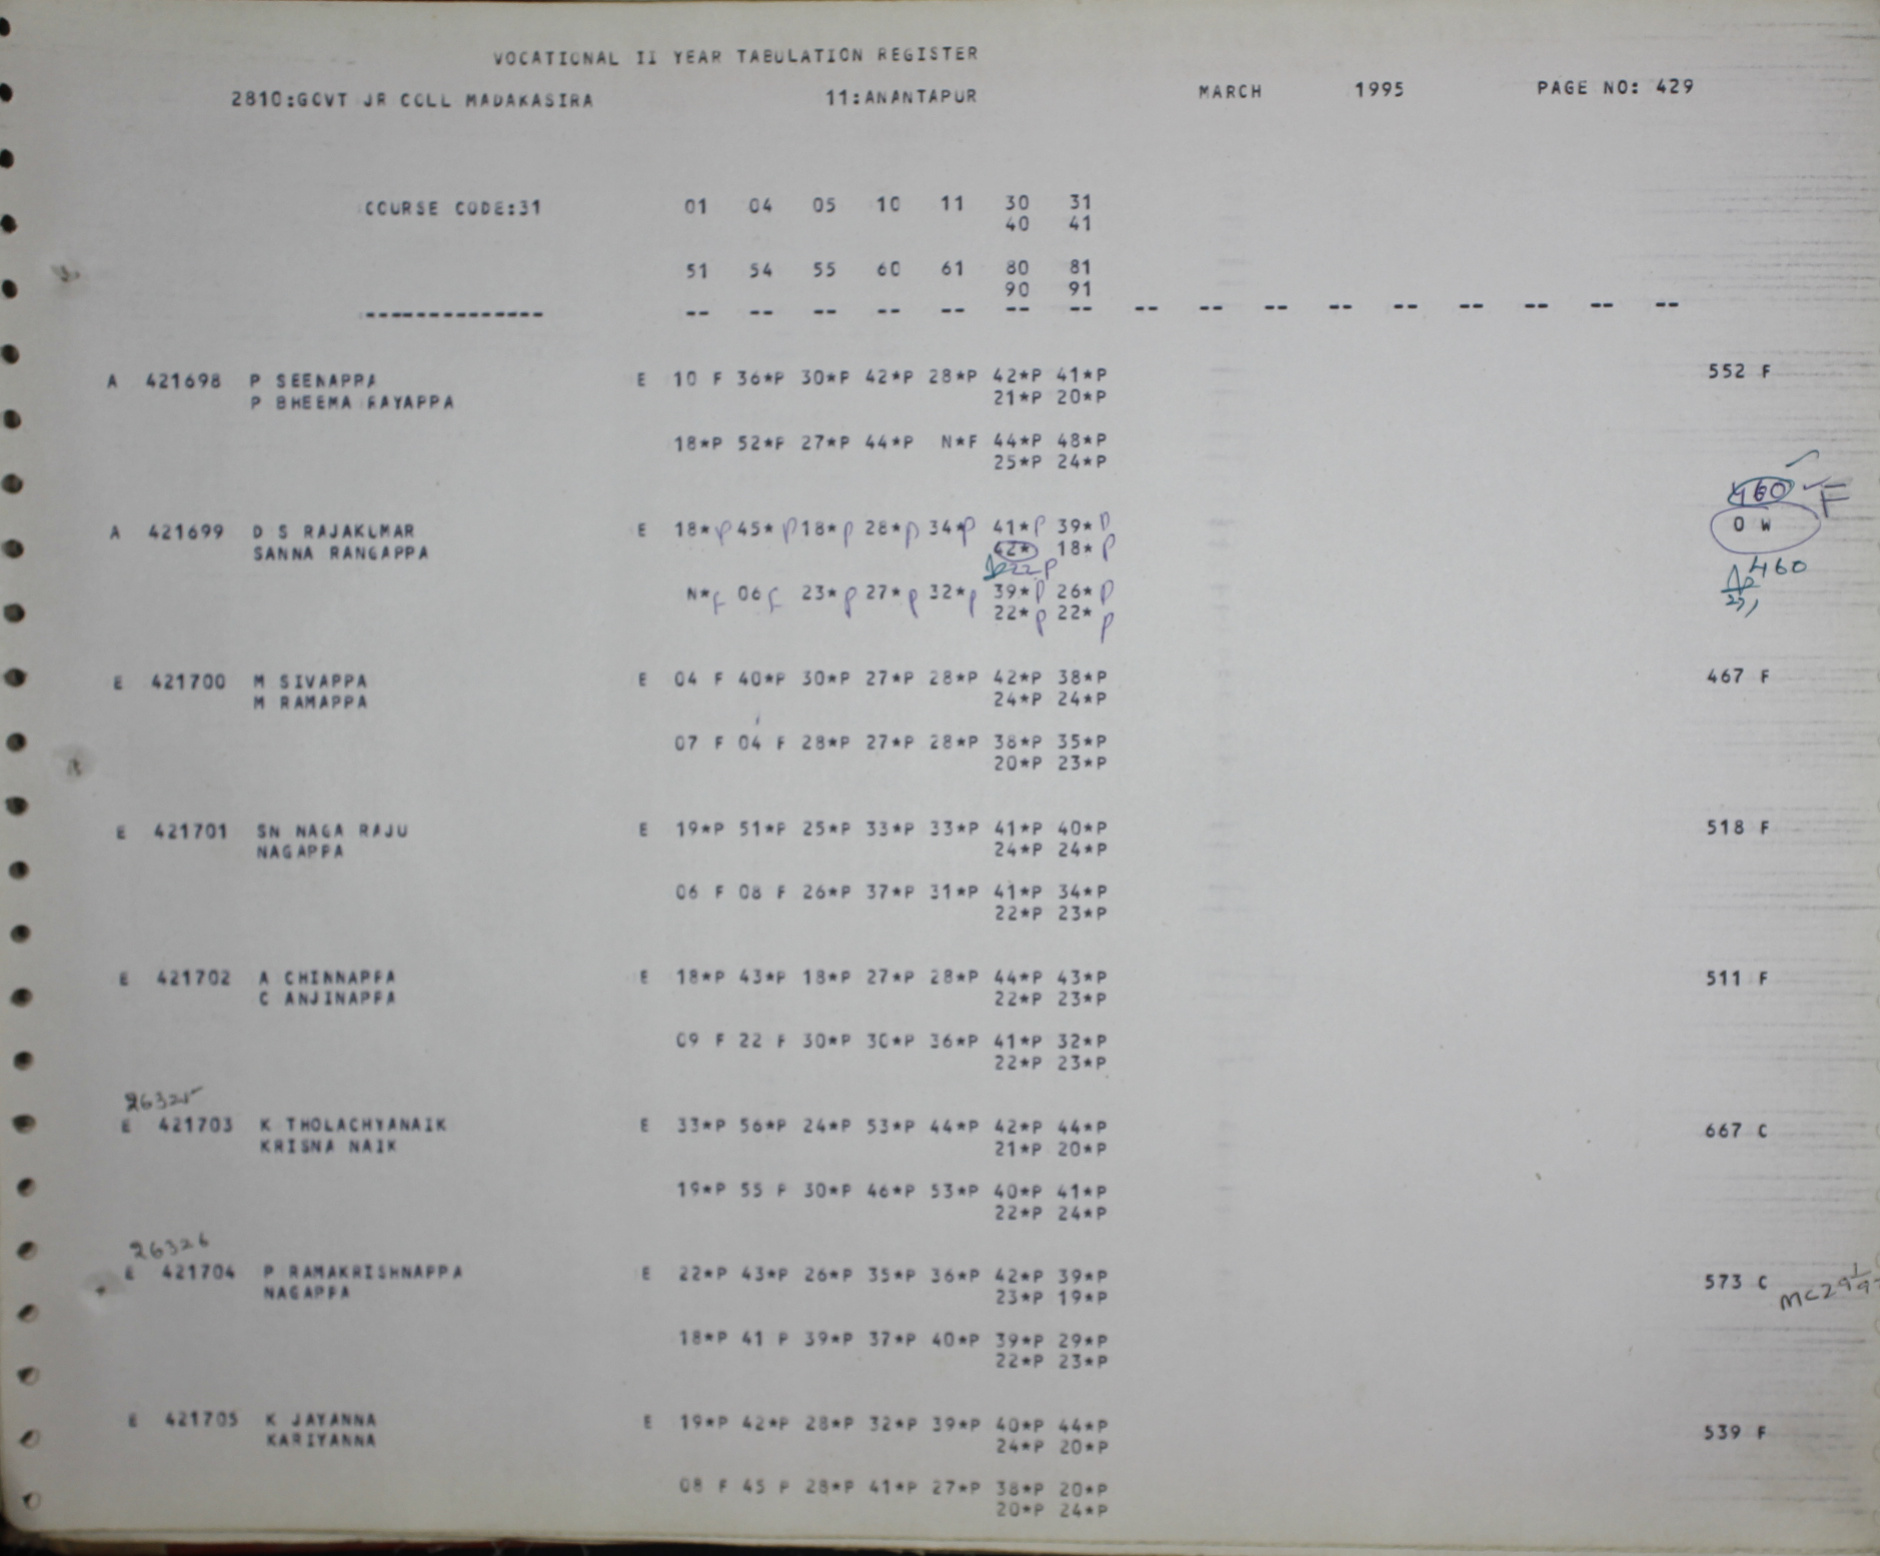 VOCATIONAL II YEAR TABULATION REGISTER
2810:GOVT JR COLL MADAKASIRA 11:ANANTAPUR MARCH 1995 PAGE NO: 429
COURSE CODE:31 01 04 05 10 11 30 31
40 41
51 54 55 60 61 80 81
90 91
-------------- -- -- -- -- -- -- -- -- -- -- -- -- -- -- -- --
A 421698 P SEENAPPA E 10 F 36*P 30*P 42*P 28*P 42*P 41*P 552 F
P BHEEMA RAYAPPA 21*P 20*P
18*P 52*P 27*P 44*P N*F 44*P 48*P
25*P 24*P
460 F
A 421699 D S RAJAKUMAR E 18*P 45*P 18*P 28*P 34*P 41*P 39*P 0 W
SANNA RANGAPPA 42* 18*P
22P 460
N*F 06F 23*P 27*P 32*P 39*P 26*P
22*P 22*P
E 421700 M SIVAPPA E 04 F 40*P 30*P 27*P 28*P 42*P 38*P 467 F
M RAMAPPA 24*P 24*P
07 F 04 F 28*P 27*P 28*P 38*P 35*P
20*P 23*P
E 421701 SN NAGA RAJU E 19*P 51*P 25*P 33*P 33*P 41*P 40*P 518 F
NAGAPPA 24*P 24*P
06 F 08 F 26*P 37*P 31*P 41*P 34*P
22*P 23*P
E 421702 A CHINNAPPA E 18*P 43*P 18*P 27*P 28*P 44*P 43*P 511 F
C ANJINAPPA 22*P 23*P
09 F 22 F 30*P 30*P 36*P 41*P 32*P
22*P 23*P
26325
E 421703 K THOLACHYANAIK E 33*P 56*P 24*P 53*P 44*P 42*P 44*P 667 C
KRISNA NAIK 21*P 20*P
19*P 55 P 30*P 46*P 53*P 40*P 41*P
22*P 24*P
26326
E 421704 P RAMAKRISHNAPPA E 22*P 43*P 26*P 35*P 36*P 42*P 39*P 573 C
NAGAPPA 23*P 19*P
18*P 41 P 39*P 37*P 40*P 39*P 29*P
22*P 23*P
E 421705 K JAYANNA E 19*P 42*P 28*P 32*P 39*P 40*P 44*P 539 F
KARIYANNA 24*P 20*P
08 F 45 P 28*P 41*P 27*P 38*P 20*P
20*P 24*P